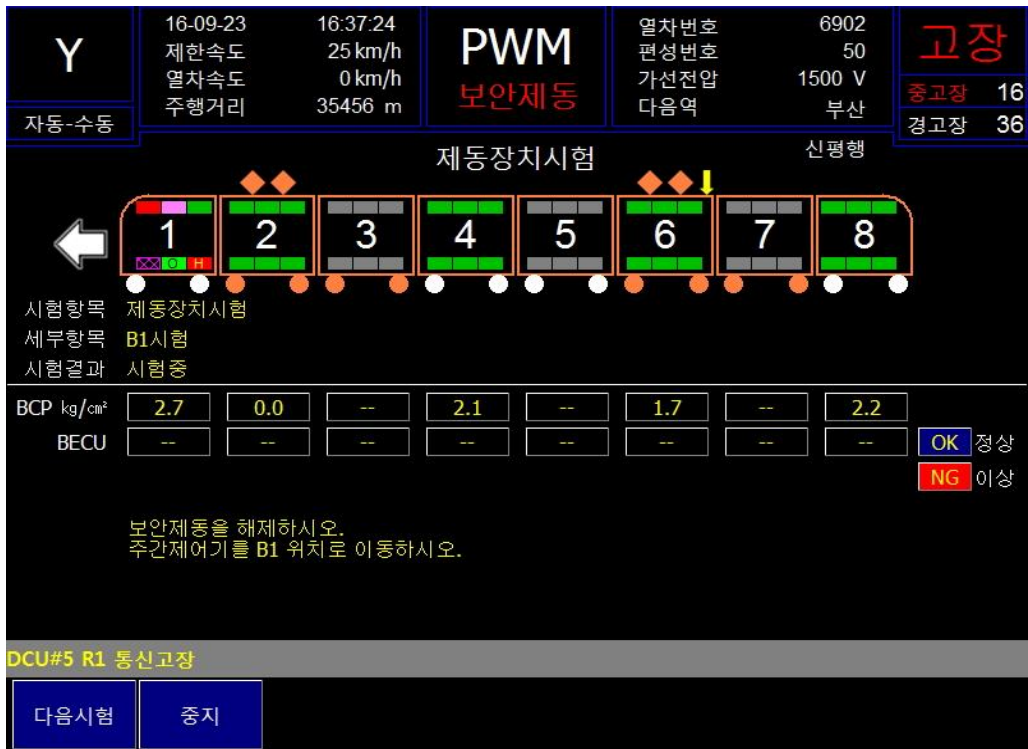 Y
자동-수동
16-09-23 16:37:24
제한속도 25 km/h
열차속도 0 km/h
주행거리 35456 m
PWM
보안제동
열차번호 6902
편성번호 50
가선전압 1500 V
다음역 부산
고장
중고장 16
경고장 36
제동장치시험
신평행
1 2 3 4 5 6 7 8
O H
시험항목 제동장치시험
세부항목 B1시험
시험결과 시험중
BCP kg/cm² 2.7 0.0 -- 2.1 -- 1.7 -- 2.2
BECU -- -- -- -- -- -- -- -- OK 정상
NG 이상
보안제동을 해제하시오.
주간제어기를 B1 위치로 이동하시오.
DCU#5 R1 통신고장
다음시험 중지